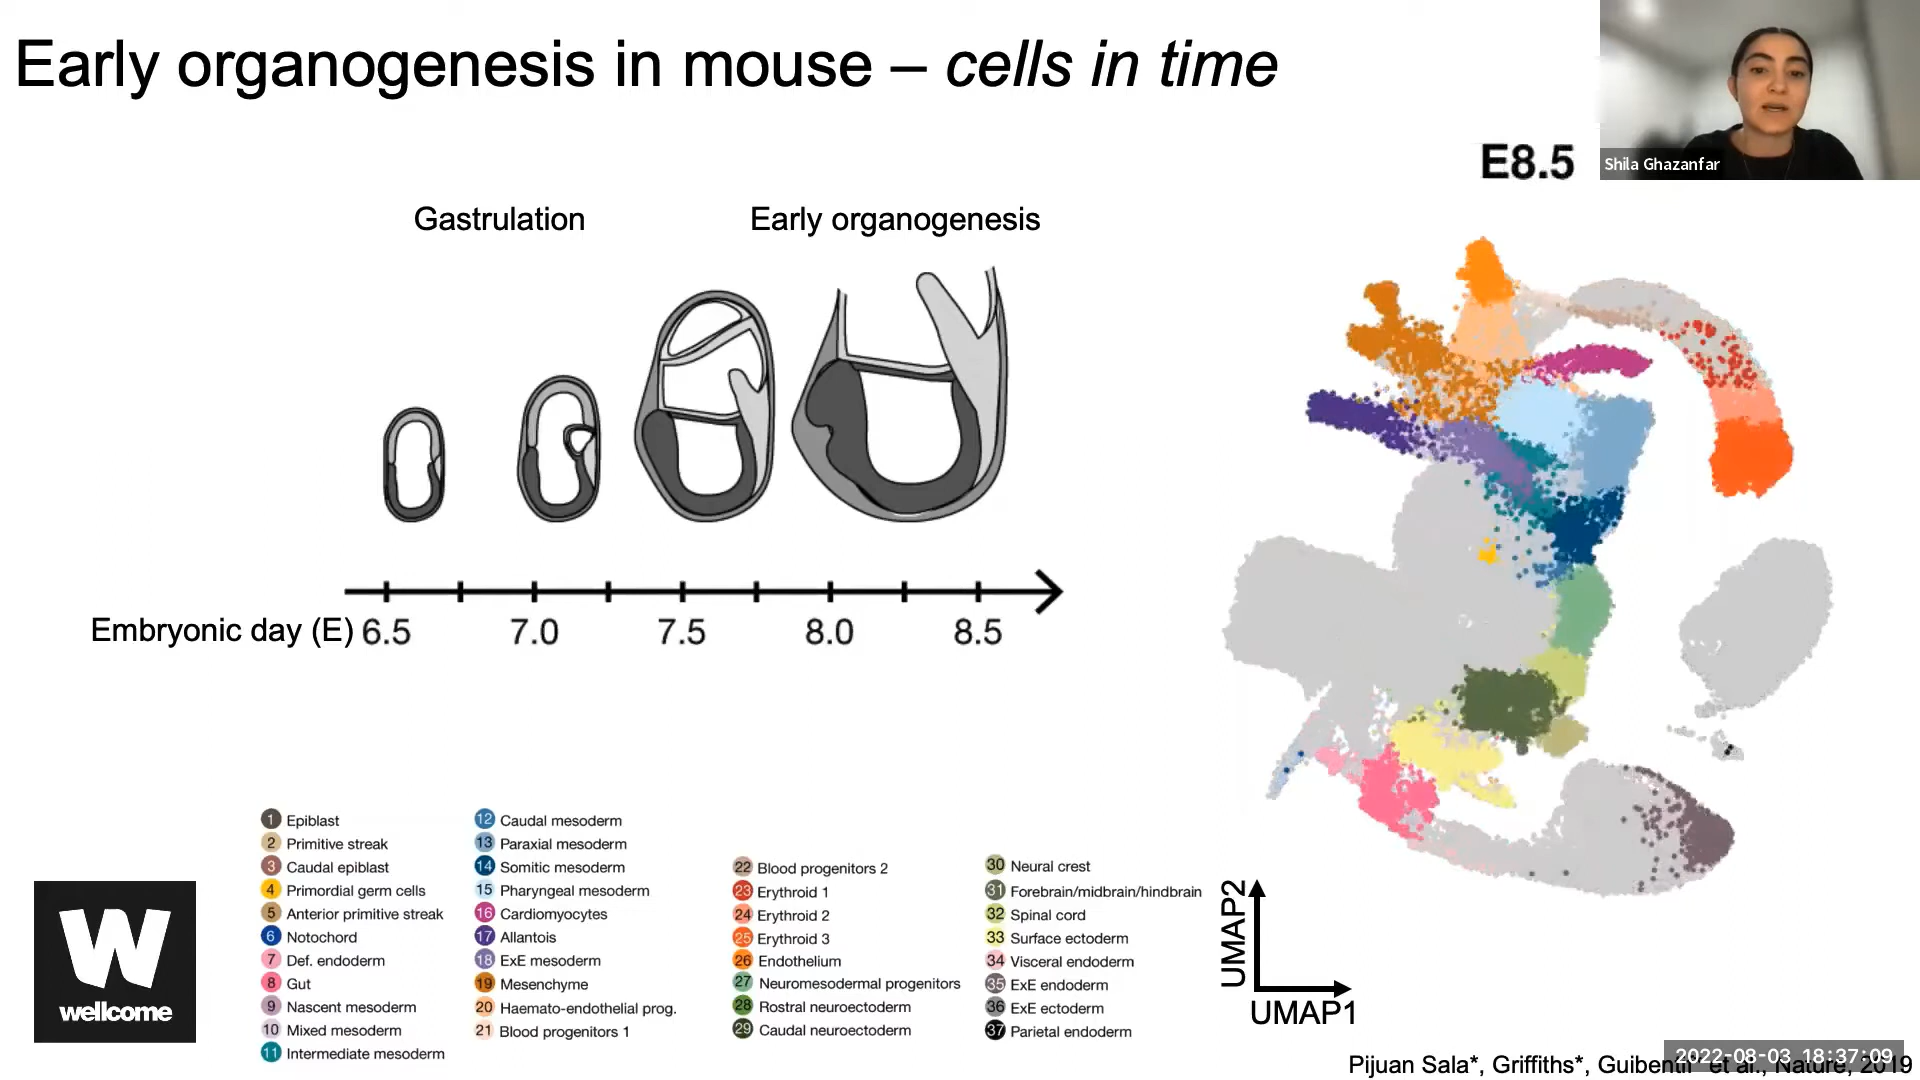 Early organogenesis in mouse – cells in time
Shila Ghazanfar
E8.5
Gastrulation
Early organogenesis
Embryonic day (E) 6.5 7.0 7.5 8.0 8.5
1 Epiblast
2 Primitive streak
3 Caudal epiblast
4 Primordial germ cells
5 Anterior primitive streak
6 Notochord
7 Def. endoderm
8 Gut
9 Nascent mesoderm
10 Mixed mesoderm
11 Intermediate mesoderm
12 Caudal mesoderm
13 Paraxial mesoderm
14 Somitic mesoderm
15 Pharyngeal mesoderm
16 Cardiomyocytes
17 Allantois
18 ExE mesoderm
19 Mesenchyme
20 Haemato-endothelial prog.
21 Blood progenitors 1
22 Blood progenitors 2
23 Erythroid 1
24 Erythroid 2
25 Erythroid 3
26 Endothelium
27 Neuromesodermal progenitors
28 Rostral neuroectoderm
29 Caudal neuroectoderm
30 Neural crest
31 Forebrain/midbrain/hindbrain
32 Spinal cord
33 Surface ectoderm
34 Visceral endoderm
35 ExE endoderm
36 ExE ectoderm
37 Parietal endoderm
W
wellcome
UMAP2
UMAP1
Pijuan Sala*, Griffiths*, et al., Nature, 2019
2022-08-03 18:37:09